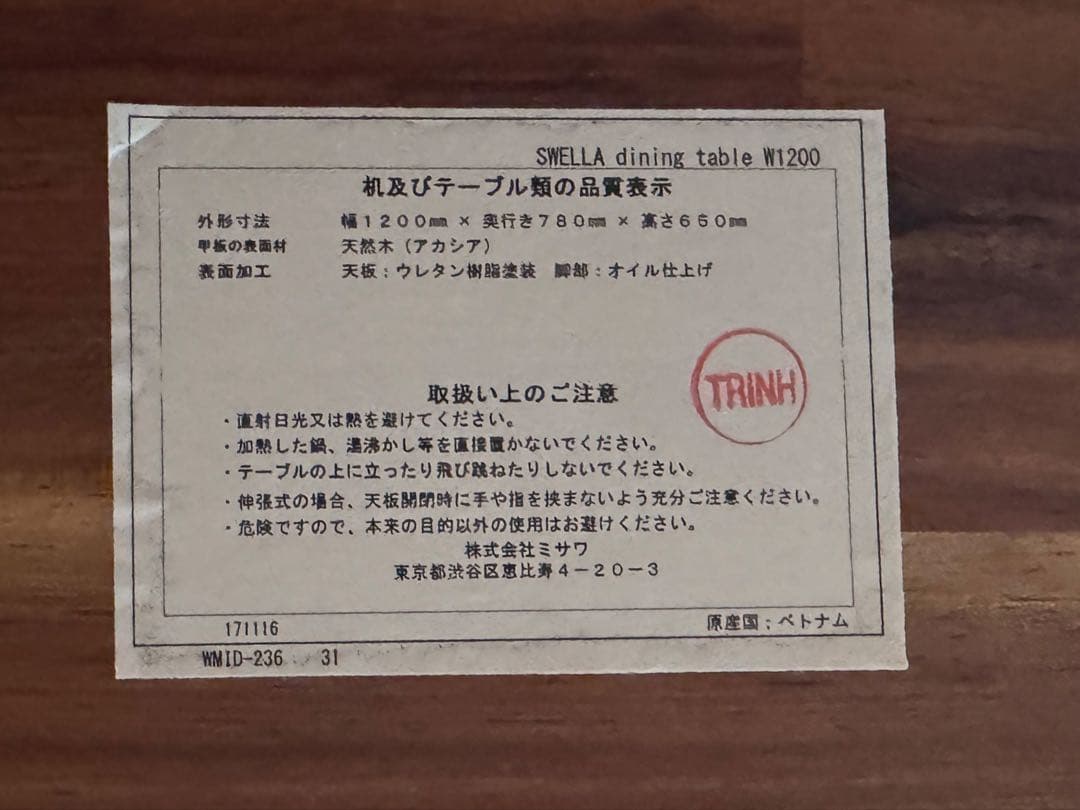 SWELLA dining table W1200
机及びテーブル類の品質表示
外形寸法 幅1200㎜ × 奥行き780㎜ × 高さ650㎜
甲板の表面材 天然木（アカシア）
表面加工 天板：ウレタン樹脂塗装 脚部：オイル仕上げ
TRINH
取扱い上のご注意
・直射日光又は熱を避けてください。
・加熱した鍋、湯沸かし等を直接置かないでください。
・テーブルの上に立ったり飛び跳ねたりしないでください。
・伸張式の場合、天板開閉時に手や指を挟まないよう充分ご注意ください。
・危険ですので、本来の目的以外の使用はお避けください。
株式会社ミサワ
東京都渋谷区恵比寿4－20－3
171116 原産国：ベトナム
WMID-236 31